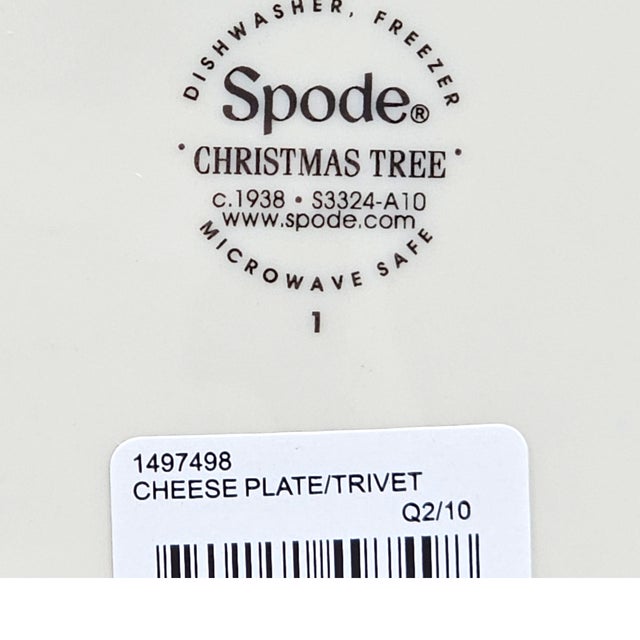 DISHWASHER, FREEZER
Spode®
· CHRISTMAS TREE ·
c.1938 • S3324-A10
www.spode.com
MICROWAVE SAFE
1
1497498
CHEESE PLATE/TRIVET
Q2/10